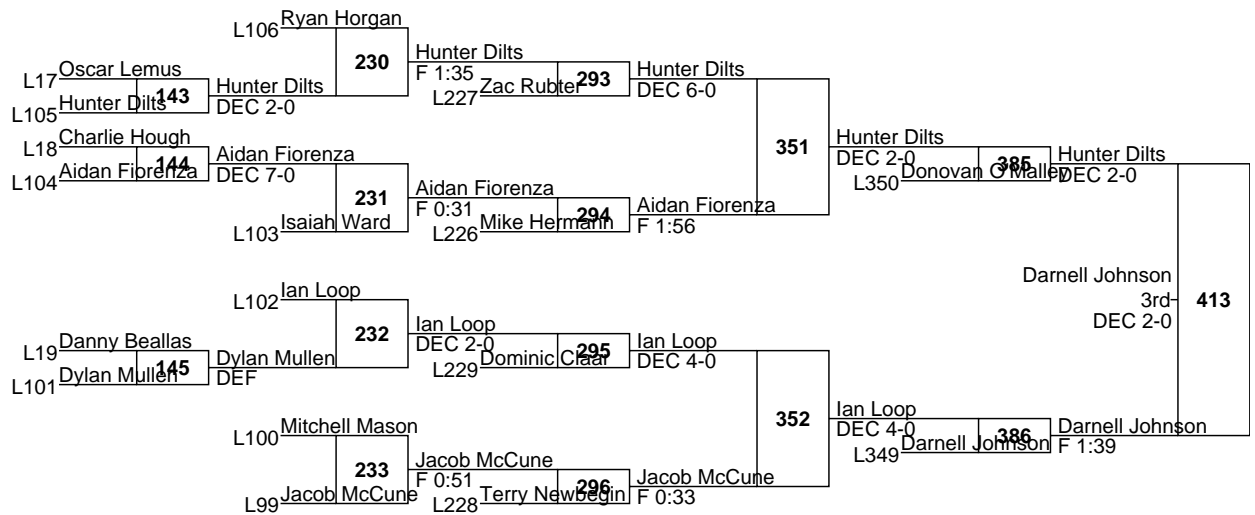 Ryan Horgan
L106
230
Hunter Dilts
F 1:35
Oscar Lemus
L17
143
Hunter Dilts
DEC 2-0
Hunter Dilts
L105
Zac Rubter
L227
293
Hunter Dilts
DEC 6-0
Charlie Hough
L18
144
Aidan Fiorenza
DEC 7-0
Aidan Fiorenza
L104
231
Aidan Fiorenza
F 0:31
Isaiah Ward
L103
Mike Hermann
L226
294
Aidan Fiorenza
F 1:56
351
Hunter Dilts
DEC 2-0
Donovan O'Malley
L350
385
Hunter Dilts
DEC 2-0
Darnell Johnson
3rd
DEC 2-0
413
Ian Loop
L102
232
Ian Loop
DEC 2-0
Danny Beallas
L19
145
Dylan Mullen
DEF
Dylan Mullen
L101
Dominic Claar
L229
295
Ian Loop
DEC 4-0
Mitchell Mason
L100
233
Jacob McCune
F 0:51
Jacob McCune
L99
Terry Newbegin
L228
296
Jacob McCune
F 0:33
352
Ian Loop
DEC 4-0
Darnell Johnson
L349
386
Darnell Johnson
F 1:39